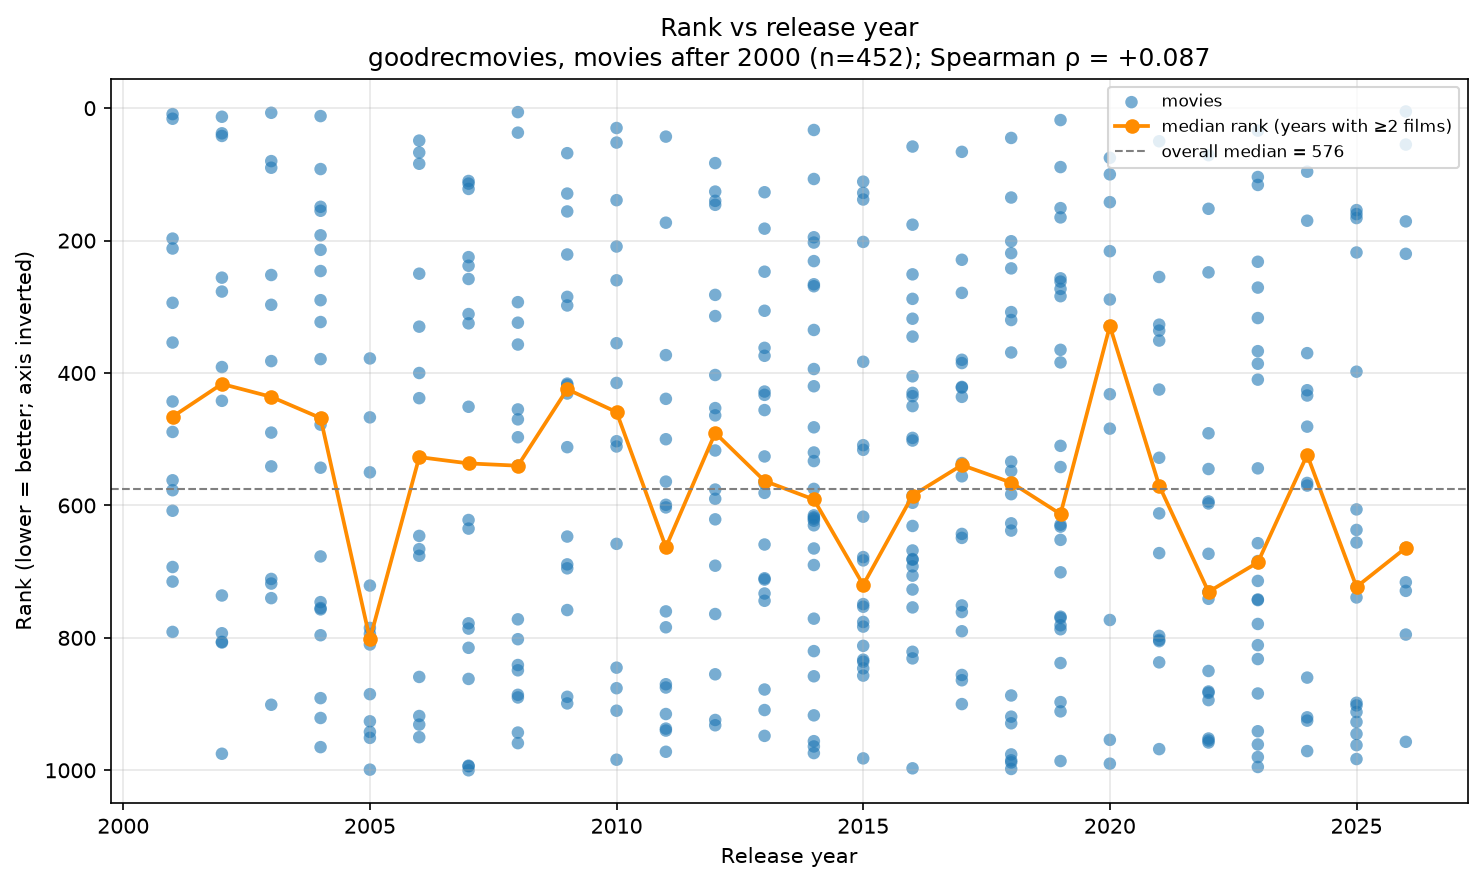 Rank vs release year
goodrecmovies, movies after 2000 (n=452); Spearman ρ = +0.087
movies
median rank (years with ≥2 films)
overall median = 576
Rank (lower = better; axis inverted)
0
200
400
600
800
1000
2000
2005
2010
2015
2020
2025
Release year